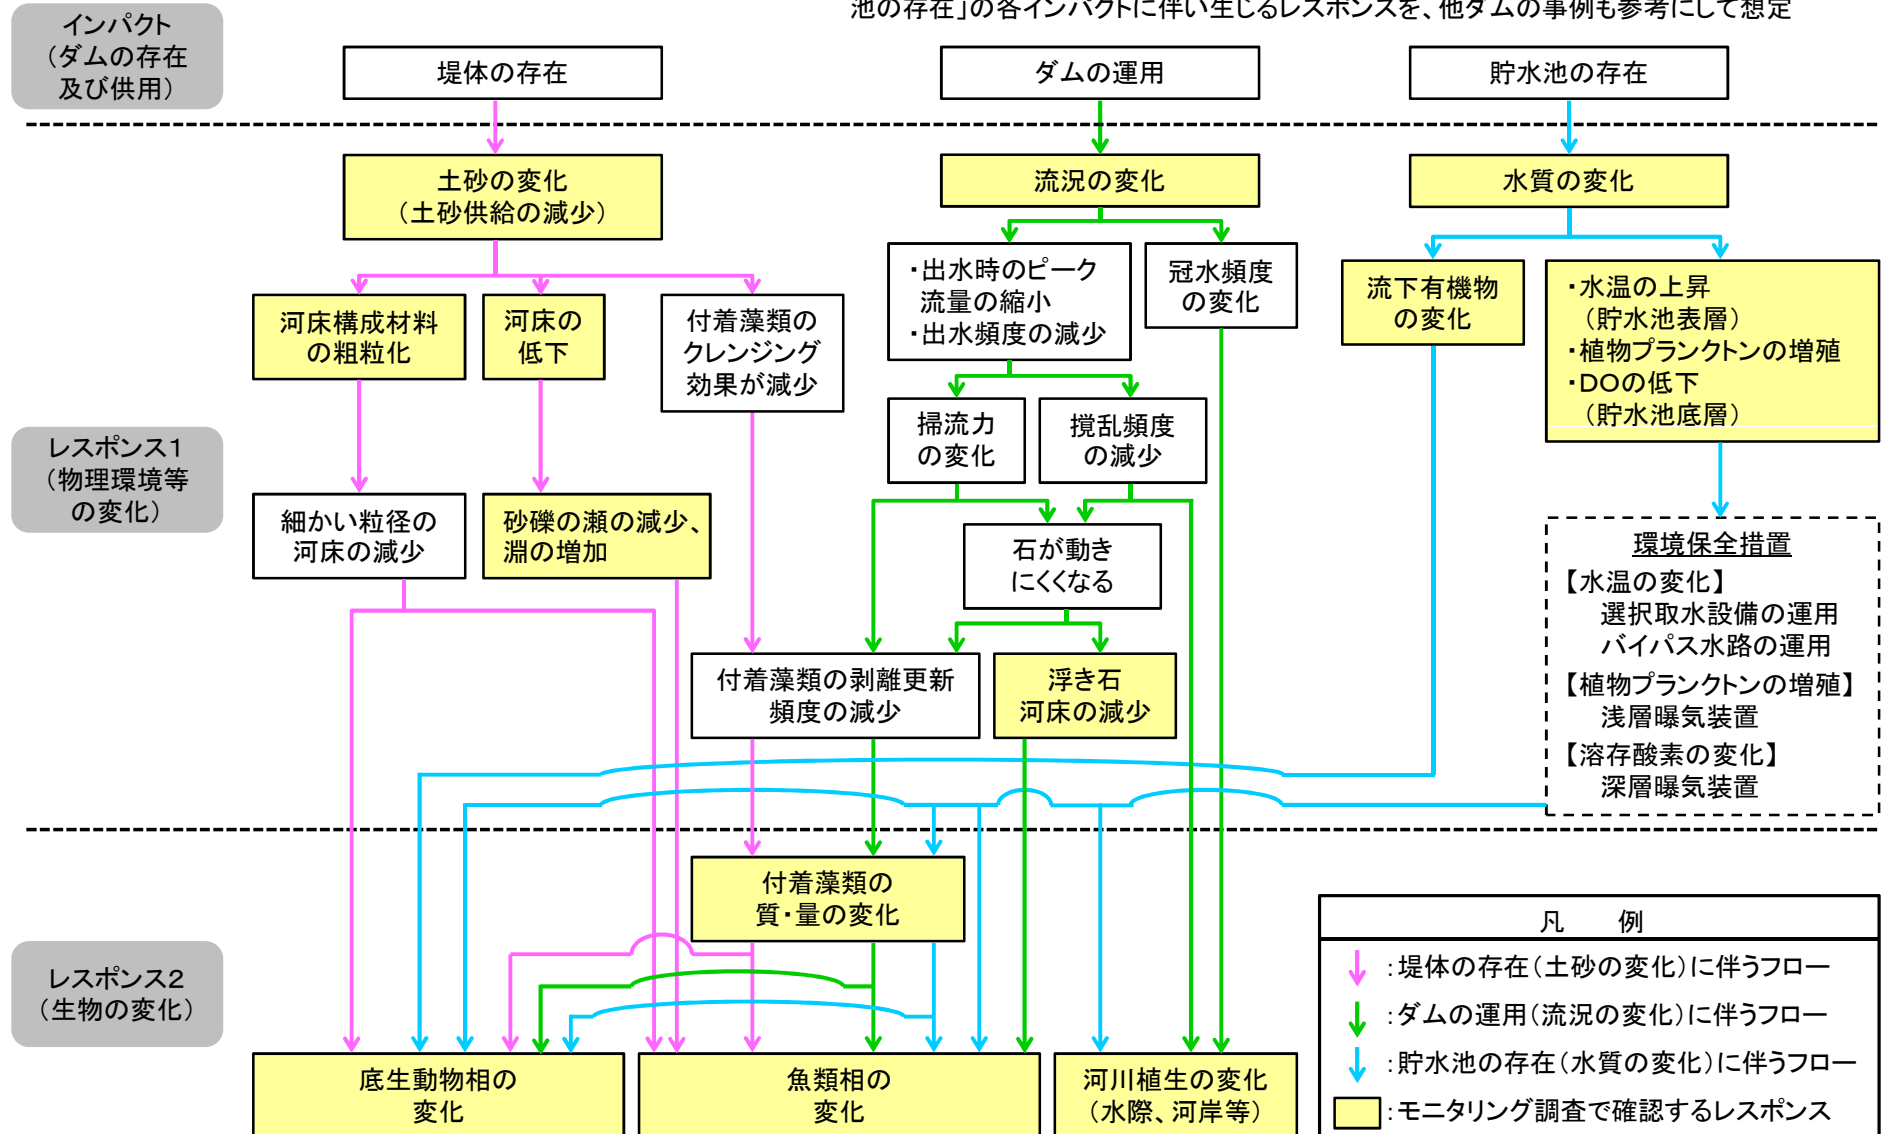 池の存在」の各インパクトに伴い生じるレスポンスを、他ダムの事例も参考にして想定
インパクト
（ダムの存在
及び供用）
堤体の存在
ダムの運用
貯水池の存在
土砂の変化
（土砂供給の減少）
流況の変化
水質の変化
河床構成材料
の粗粒化
河床の
低下
付着藻類の
クレンジング
効果が減少
・出水時のピーク
流量の縮小
・出水頻度の減少
冠水頻度
の変化
流下有機物
の変化
・水温の上昇
（貯水池表層）
・植物プランクトンの増殖
・DOの低下
（貯水池底層）
レスポンス1
（物理環境等
の変化）
掃流力
の変化
撹乱頻度
の減少
細かい粒径の
河床の減少
砂礫の瀬の減少、
淵の増加
石が動き
にくくなる
付着藻類の剥離更新
頻度の減少
浮き石
河床の減少
環境保全措置
【水温の変化】
選択取水設備の運用
バイパス水路の運用
【植物プランクトンの増殖】
浅層曝気装置
【溶存酸素の変化】
深層曝気装置
レスポンス2
（生物の変化）
付着藻類の
質・量の変化
底生動物相の
変化
魚類相の
変化
河川植生の変化
（水際、河岸等）
凡　例
：堤体の存在（土砂の変化）に伴うフロー
：ダムの運用（流況の変化）に伴うフロー
：貯水池の存在（水質の変化）に伴うフロー
：モニタリング調査で確認するレスポンス